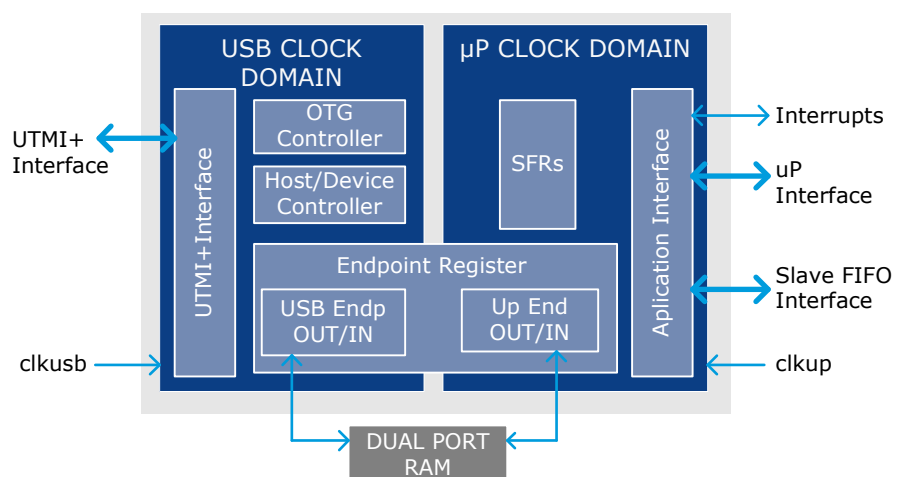 USB CLOCK
DOMAIN
µP CLOCK DOMAIN
UTMI+
Interface
UTMI+Interface
OTG
Controller
Host/Device
Controller
SFRs
Aplication Interface
Interrupts
uP
Interface
Slave FIFO
Interface
Endpoint Register
USB Endp
OUT/IN
Up End
OUT/IN
clkusb
clkup
DUAL PORT
RAM